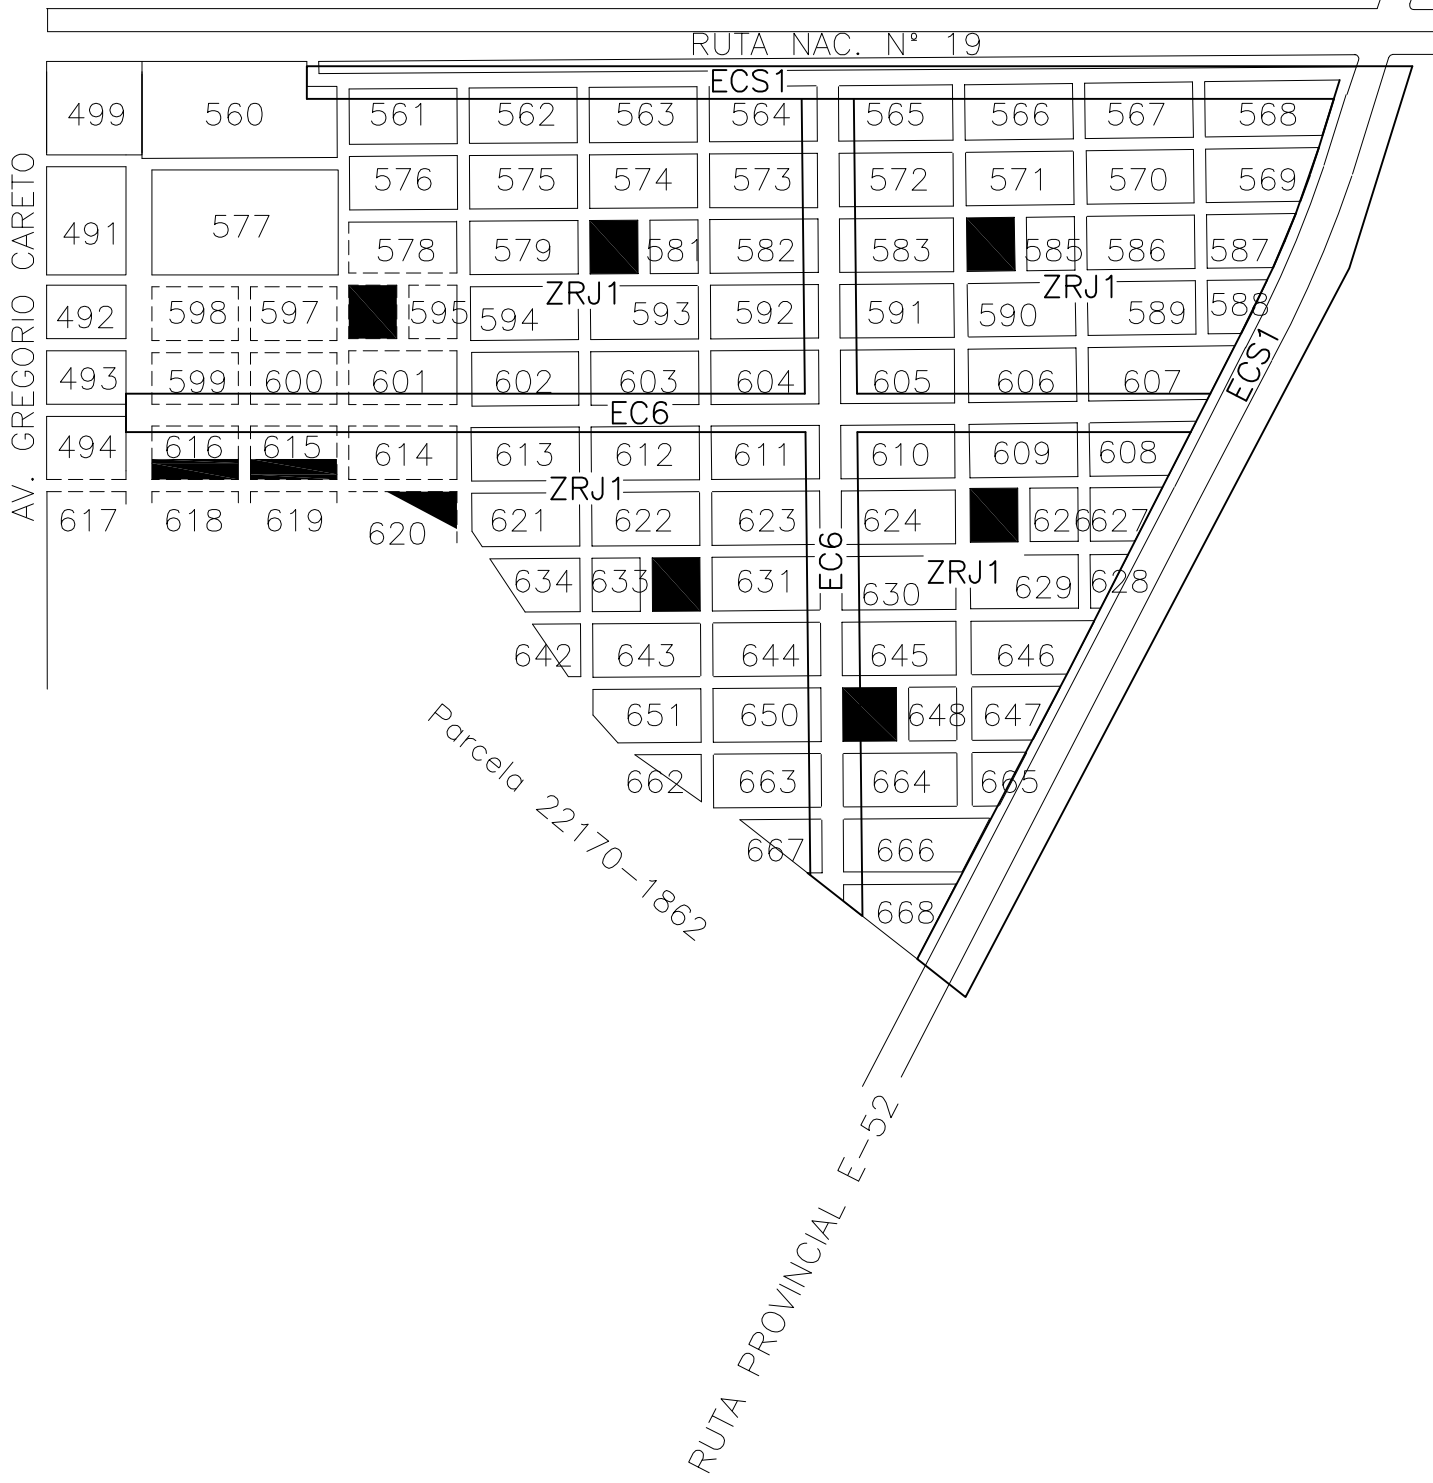 RUTA NAC. Nº 19
ECS1
499 560 561 562 563 564 565 566 567 568
576 575 574 573 572 571 570 569
AV. GREGORIO CARETO
491 577 578 579 581 582 583 585 586 587
ZRJ1 ZRJ1
492 598 597 595 594 593 592 591 590 589 588
ECS1
493 599 600 601 602 603 604 605 606 607
EC6
494 616 615 614 613 612 611 610 609 608
ZRJ1
617 618 619 620 621 622 623 624 626 627
EC6
ZRJ1
634 633 631 630 629 628
642 643 644 645 646
651 650 648 647
Parcela 22170-1862
662 663 664 665
667 666
668
RUTA PROVINCIAL E-52